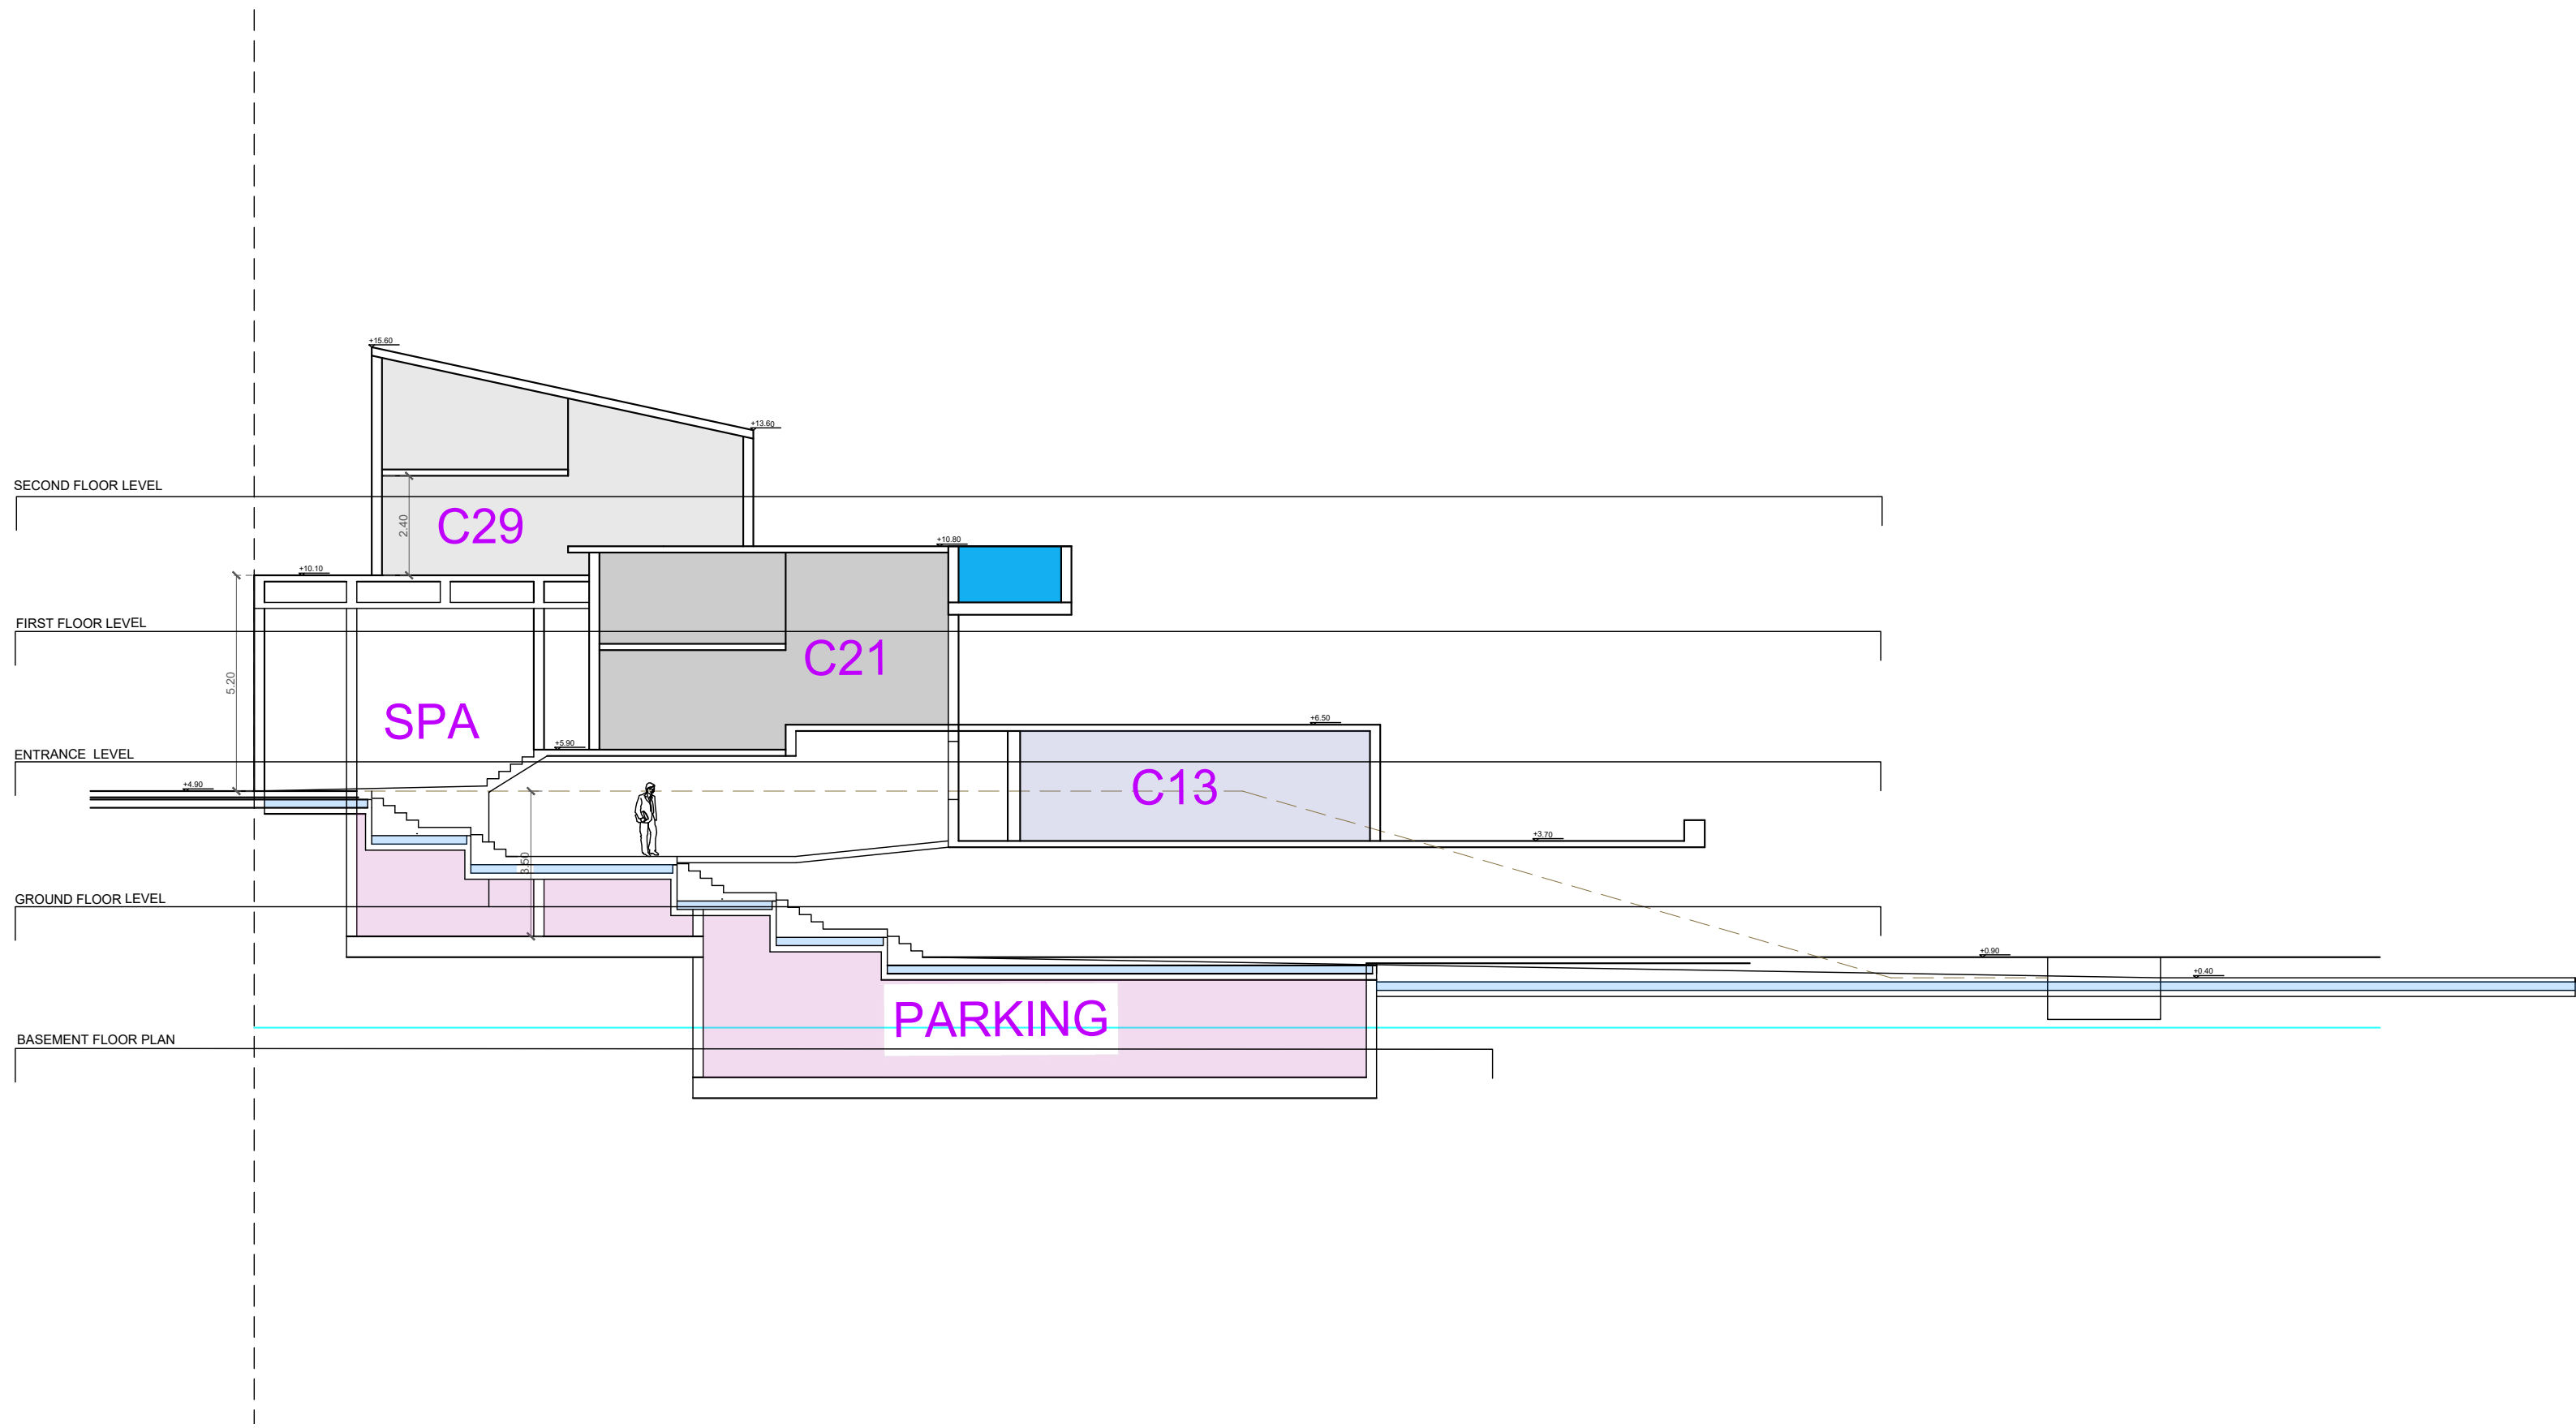 +15.60
+13.60
SECOND FLOOR LEVEL
C29
2.40
+10.80
+10.10
FIRST FLOOR LEVEL
C21
5.20
SPA
+6.50
+5.90
ENTRANCE LEVEL
C13
+4.90
+3.70
3.50
GROUND FLOOR LEVEL
+0.90
+0.40
PARKING
BASEMENT FLOOR PLAN